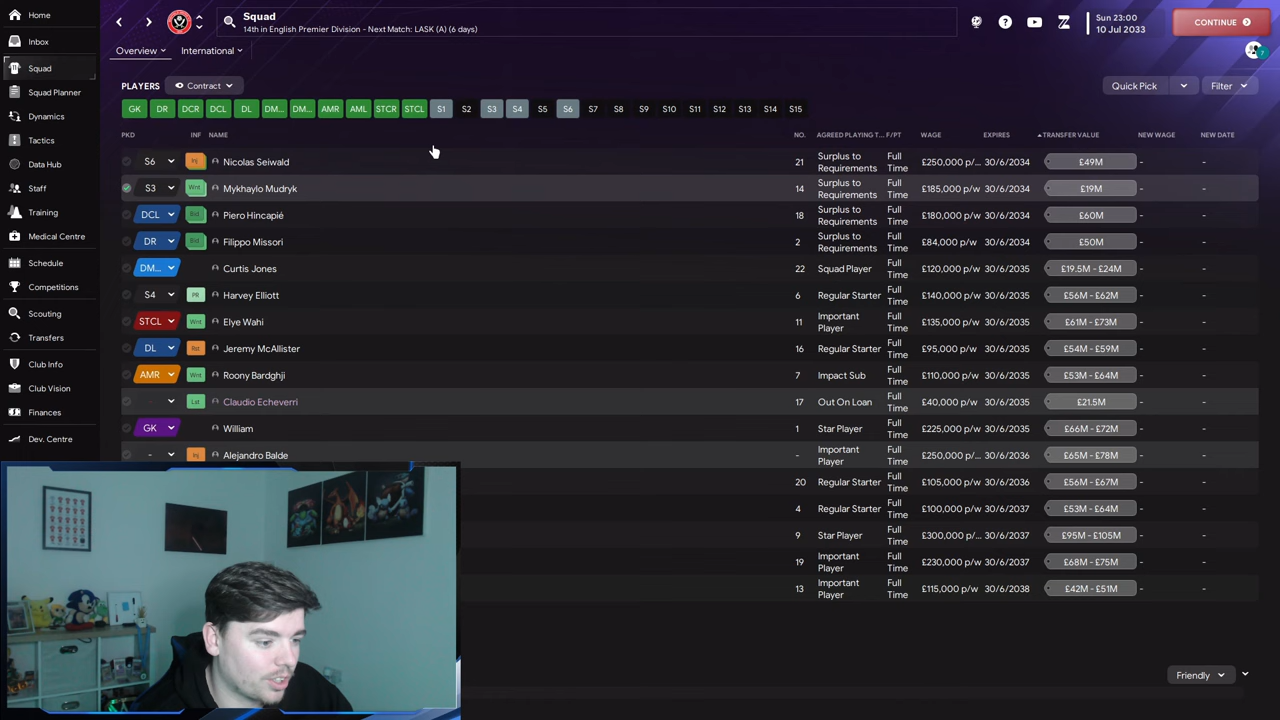 Home
Squad
14th in English Premier Division - Next Match: LASK (A) (6 days)
Sun 23:00
10 Jul 2033
CONTINUE
Inbox
Overview
International
7
Squad
PLAYERS
Contract
Quick Pick
Filter
Squad Planner
GK DR DCR DCL DL DM... DM... AMR AML STCR STCL S1 S2 S3 S4 S5 S6 S7 S8 S9 S10 S11 S12 S13 S14 S15
Dynamics
PKD INF NAME NO. AGREED PLAYING T... F/PT WAGE EXPIRES TRANSFER VALUE NEW WAGE NEW DATE
Tactics
S6 Inj Nicolas Seiwald 21 Surplus to Requirements Full Time £250,000 p/... 30/6/2034 £49M - -
Data Hub
Staff
S3 Wnt Mykhaylo Mudryk 14 Surplus to Requirements Full Time £185,000 p/w 30/6/2034 £19M - -
Training
DCL Bid Piero Hincapié 18 Surplus to Requirements Full Time £180,000 p/w 30/6/2034 £60M - -
Medical Centre
DR Bid Filippo Missori 2 Surplus to Requirements Full Time £84,000 p/w 30/6/2034 £50M - -
Schedule
DM... Curtis Jones 22 Squad Player Full Time £120,000 p/w 30/6/2035 £19.5M - £24M - -
Competitions
S4 PR Harvey Elliott 6 Regular Starter Full Time £140,000 p/w 30/6/2035 £56M - £62M - -
Scouting
STCL Wnt Elye Wahi 11 Important Player Full Time £135,000 p/w 30/6/2035 £61M - £73M - -
Transfers
DL Rst Jeremy McAllister 16 Regular Starter Full Time £95,000 p/w 30/6/2035 £54M - £59M - -
Club Info
AMR Wnt Roony Bardghji 7 Impact Sub Full Time £110,000 p/w 30/6/2035 £53M - £64M - -
Club Vision
- Lat Claudio Echeverri 17 Out On Loan Full Time £40,000 p/w 30/6/2035 £21.5M - -
Finances
GK William 1 Star Player Full Time £225,000 p/w 30/6/2035 £66M - £72M - -
Dev. Centre
- Inj Alejandro Balde - Important Player Full Time £250,000 p/w 30/6/2036 £65M - £78M - -
20 Regular Starter Full Time £105,000 p/w 30/6/2036 £56M - £67M - -
4 Regular Starter Full Time £100,000 p/w 30/6/2037 £53M - £64M - -
9 Star Player Full Time £300,000 p/w 30/6/2037 £95M - £105M - -
19 Important Player Full Time £230,000 p/w 30/6/2037 £68M - £75M - -
13 Important Player Full Time £115,000 p/w 30/6/2038 £42M - £51M - -
Friendly